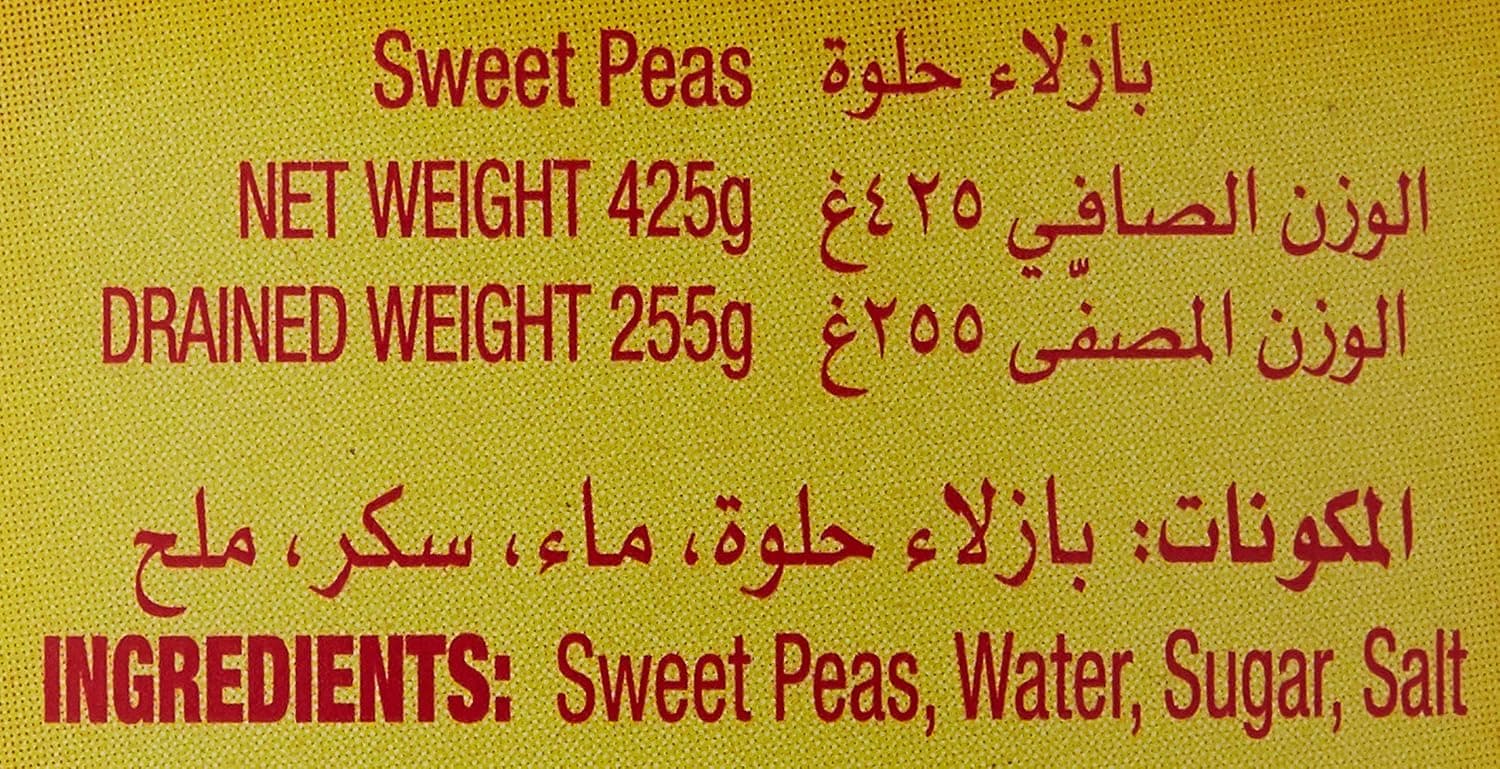 Sweet Peas بازلاء حلوة
NET WEIGHT 425g الوزن الصافي ٤٢٥غ
DRAINED WEIGHT 255g الوزن المصفّى ٢٥٥غ
المكونات: بازلاء حلوة، ماء، سكر، ملح
INGREDIENTS: Sweet Peas, Water, Sugar, Salt